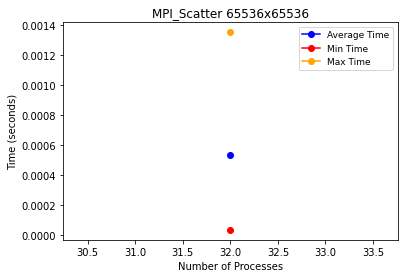 MPI_Scatter 65536x65536
Average Time
Min Time
Max Time
Time (seconds)
0.0014
0.0012
0.0010
0.0008
0.0006
0.0004
0.0002
0.0000
30.5 31.0 31.5 32.0 32.5 33.0 33.5
Number of Processes